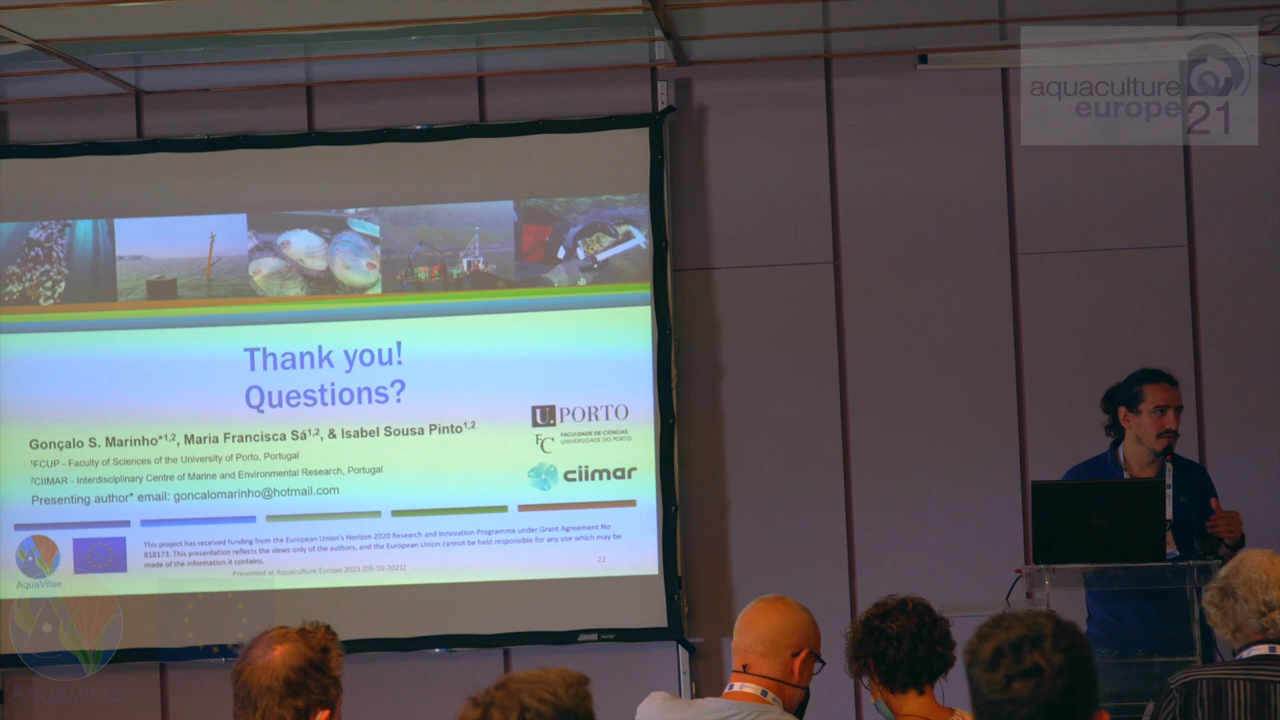 aquaculture
europe
21
Thank you!
Questions?
U. PORTO
FC FACULDADE DE CIÊNCIAS
UNIVERSIDADE DO PORTO
Gonçalo S. Marinho*1,2, Maria Francisca Sá1,2, & Isabel Sousa Pinto1,2
1FCUP - Faculty of Sciences of the University of Porto, Portugal
2CIIMAR - Interdisciplinary Centre of Marine and Environmental Research, Portugal
ciimar
Presenting author* email: goncalomarinho@hotmail.com
This project has received funding from the European Union's Horizon 2020 Research and Innovation Programme under Grant Agreement No
818173. This presentation reflects the views only of the authors, and the European Union cannot be held responsible for any use which may be
made of the information it contains.
AquaVitae
Presented at Aquaculture Europe 2021 (05-10-2021)
22
AquaVitae